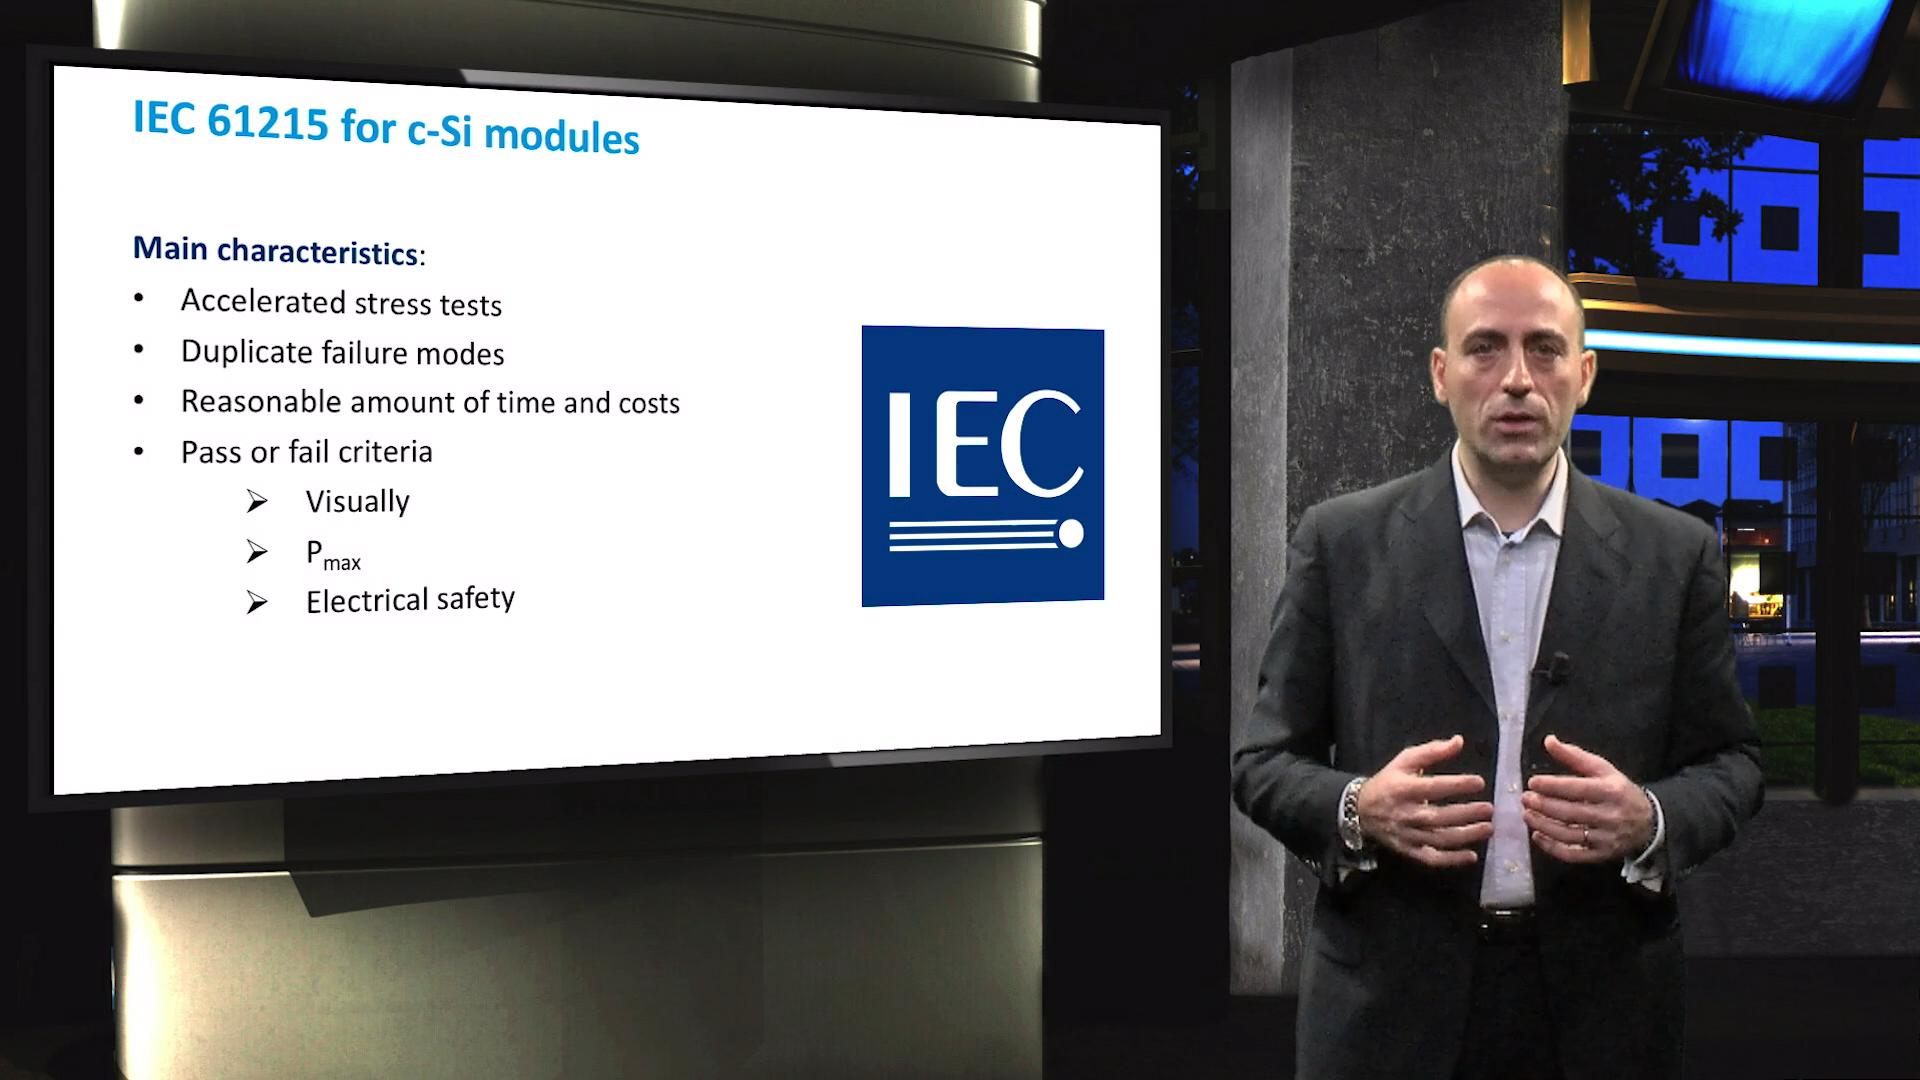 IEC 61215 for c-Si modules
Main characteristics:
• Accelerated stress tests
• Duplicate failure modes
• Reasonable amount of time and costs
• Pass or fail criteria
➢ Visually
➢ Pmax
➢ Electrical safety
IEC